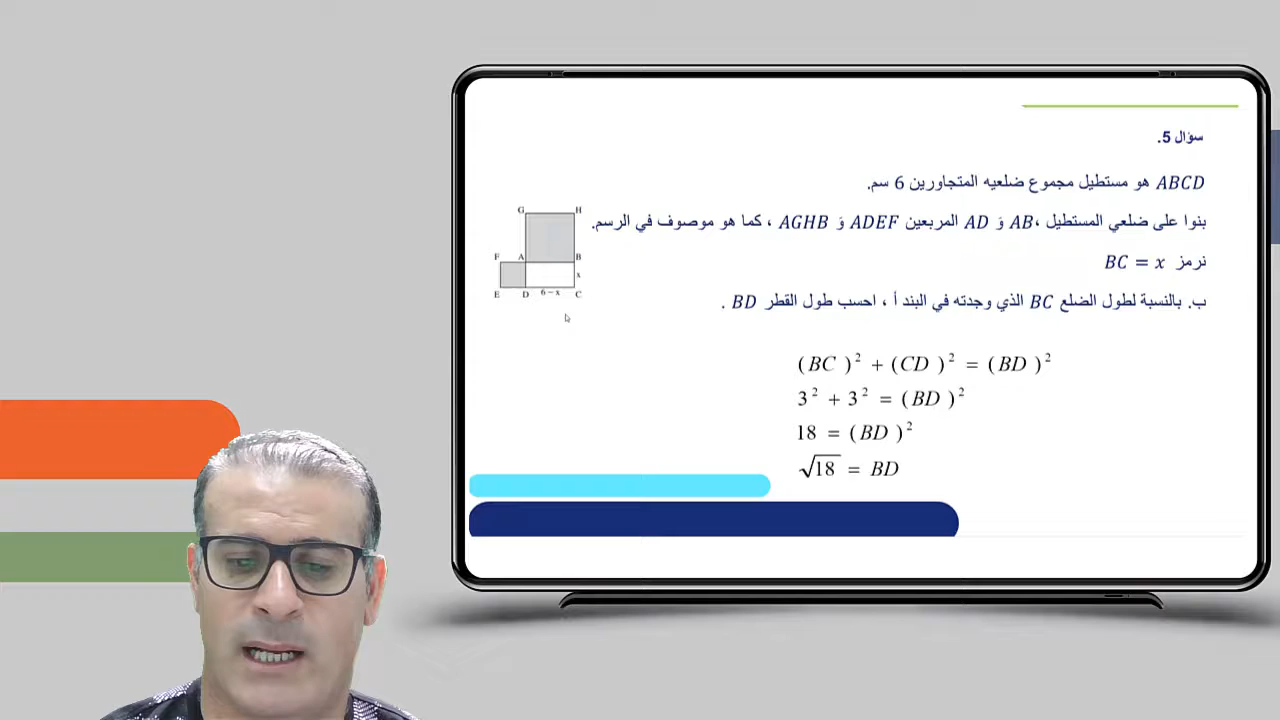 سؤال 5.
ABCD هو مستطيل مجموع ضلعيه المتجاورين 6 سم.
بنوا على ضلعي المستطيل ،AB وَ AD المربعين ADEF وَ AGHB ، كما هو موصوف في الرسم.
نرمز BC = x
ب. بالنسبة لطول الضلع BC الذي وجدته في البند أ ، احسب طول القطر BD .
G H
F A B
x
E D 6 – x C
(BC)² + (CD)² = (BD)²
3² + 3² = (BD)²
18 = (BD)²
√18 = BD